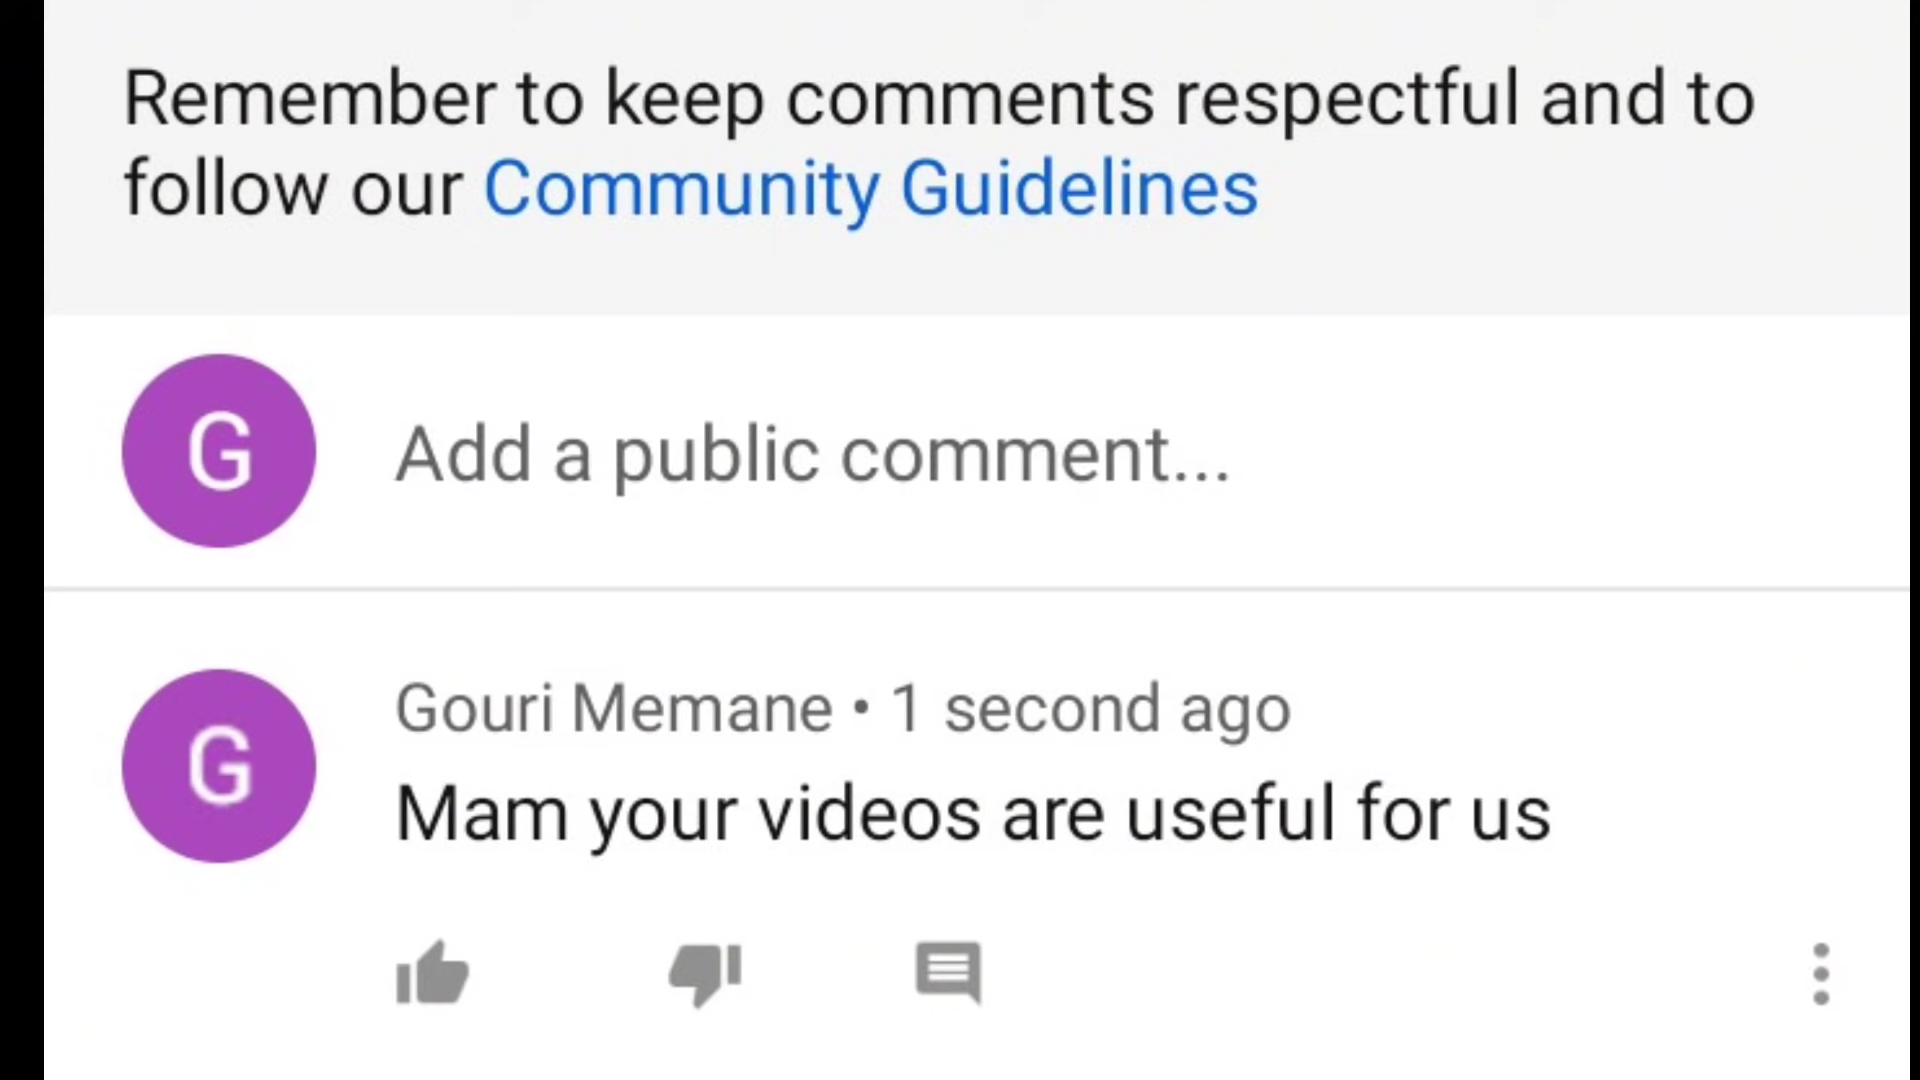 Remember to keep comments respectful and to
follow our Community Guidelines
G
Add a public comment...
G
Gouri Memane • 1 second ago
Mam your videos are useful for us